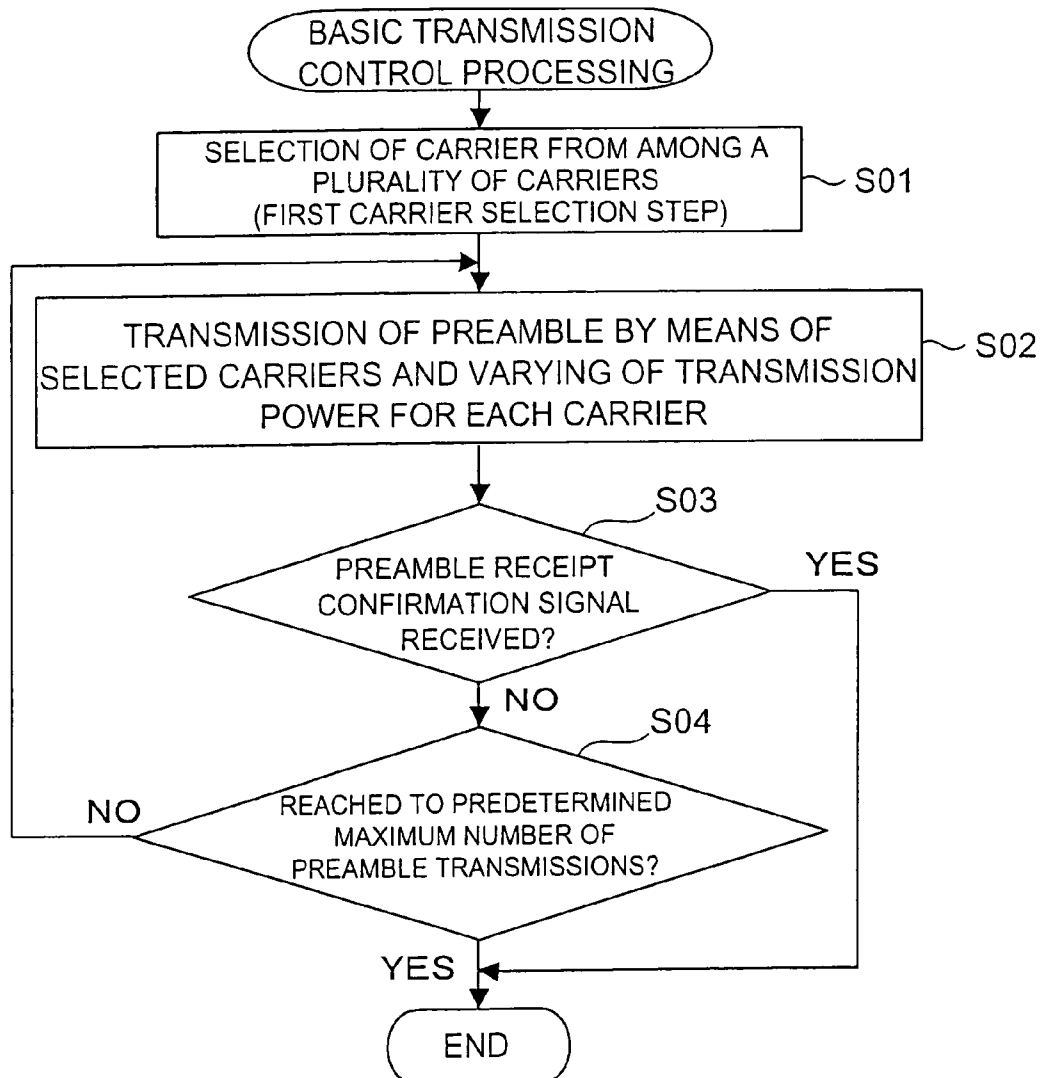 BASIC TRANSMISSION
CONTROL PROCESSING
SELECTION OF CARRIER FROM AMONG A
PLURALITY OF CARRIERS
(FIRST CARRIER SELECTION STEP)
S01
TRANSMISSION OF PREAMBLE BY MEANS OF
SELECTED CARRIERS AND VARYING OF TRANSMISSION
POWER FOR EACH CARRIER
S02
S03
PREAMBLE RECEIPT
CONFIRMATION SIGNAL
RECEIVED?
YES
NO
S04
REACHED TO PREDETERMINED
MAXIMUM NUMBER OF
PREAMBLE TRANSMISSIONS?
NO
YES
END